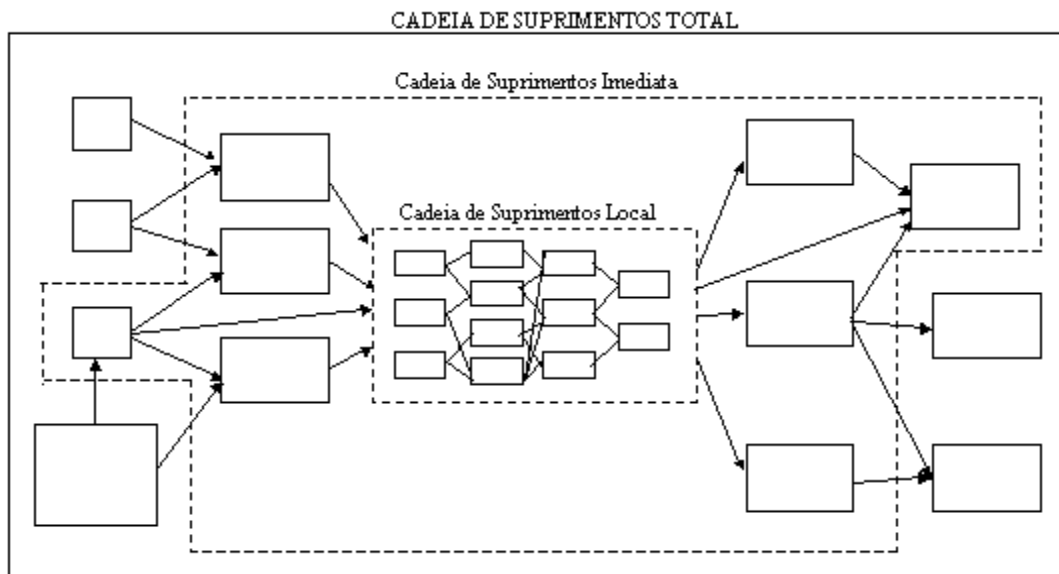 CADEIA DE SUPRIMENTOS TOTAL
Cadeia de Suprimentos Imediata
Cadeia de Suprimentos Local